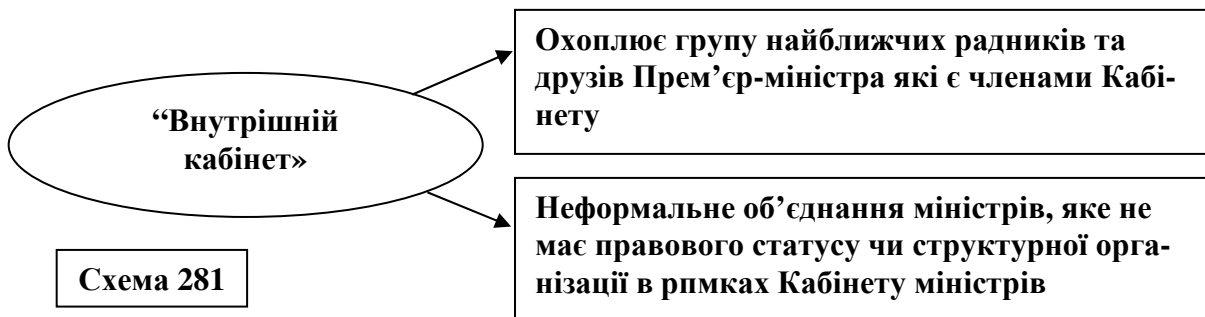 Охоплює групу найближчих радників та
друзів Прем’єр-міністра які є членами Кабі-
нету
“Внутрішній
кабінет»
Неформальне об’єднання міністрів, яке не
має правового статусу чи структурної орга-
нізації в рпмках Кабінету міністрів
Схема 281